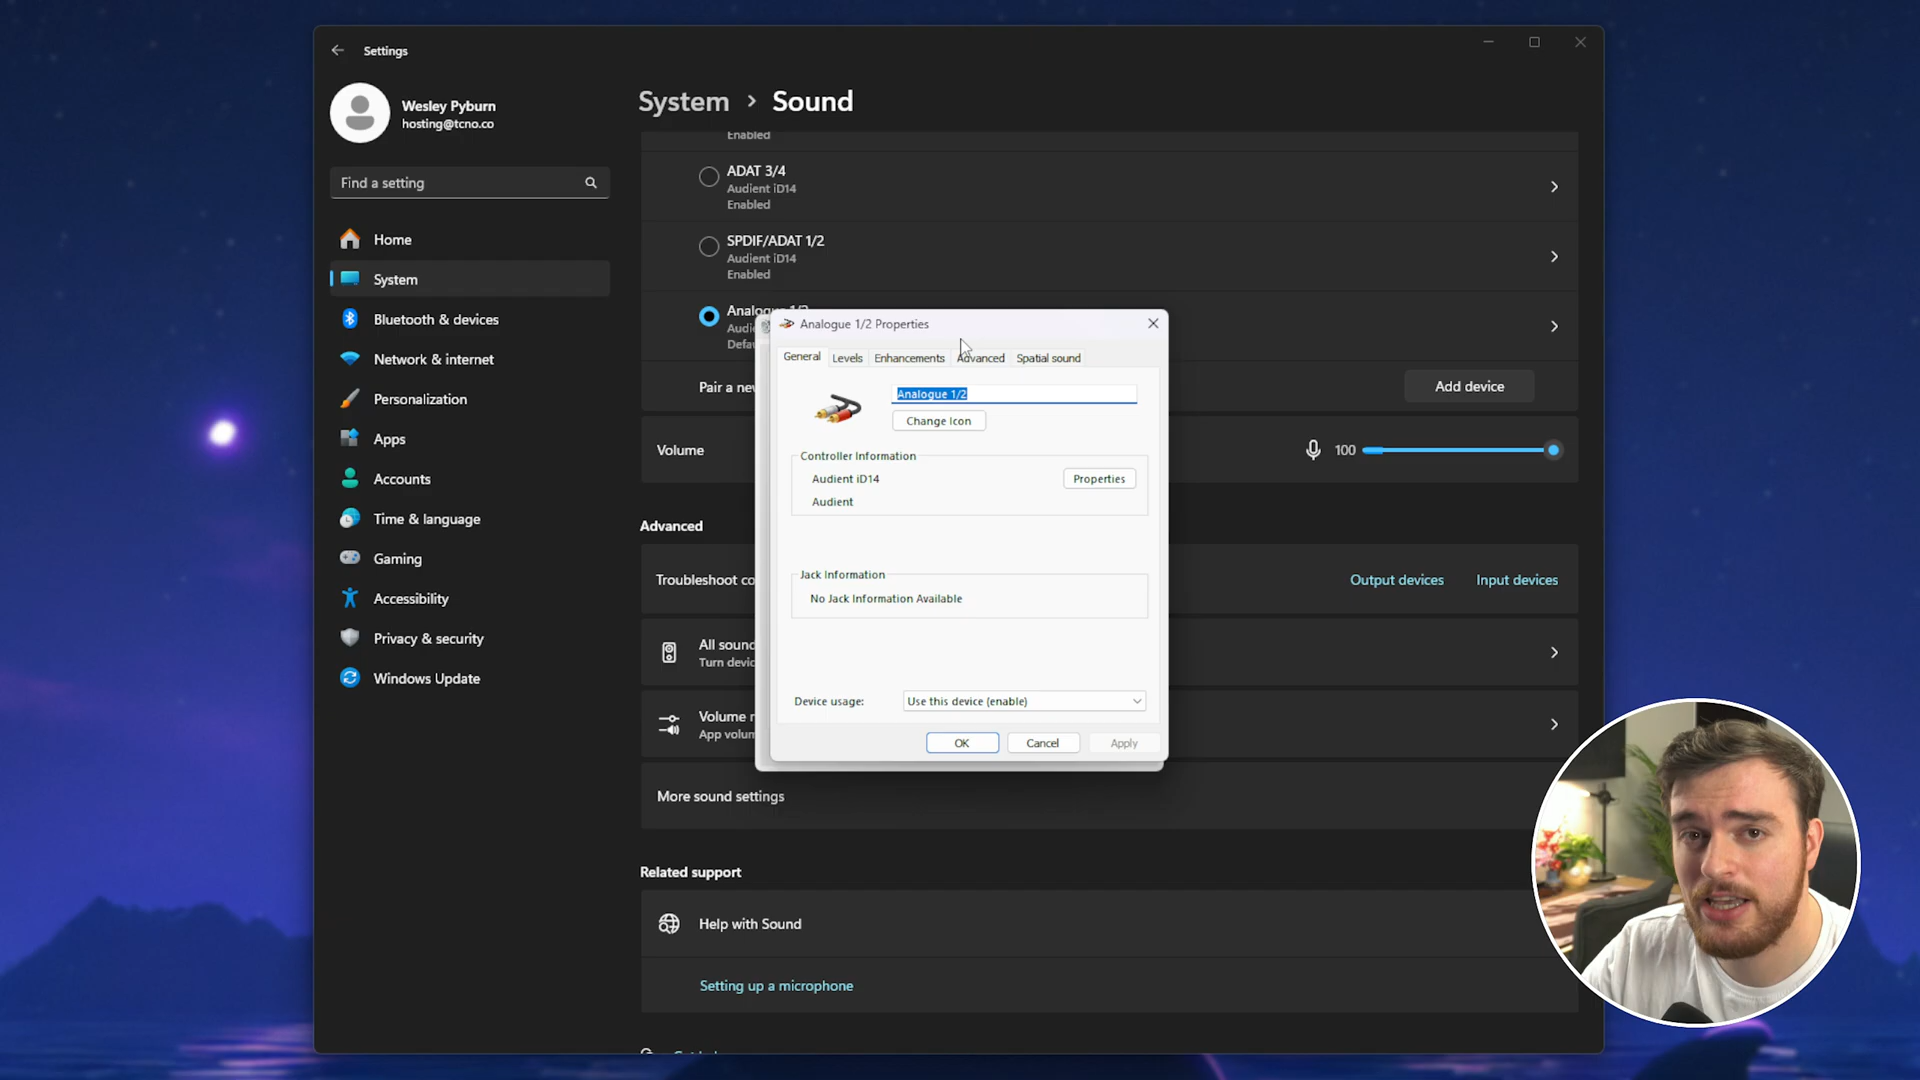 Settings
Wesley Pyburn
hosting@tcno.co
Find a setting
Home
System
Bluetooth & devices
Network & internet
Personalization
Apps
Accounts
Time & language
Gaming
Accessibility
Privacy & security
Windows Update
System > Sound
Enabled
ADAT 3/4
Audient iD14
Enabled
SPDIF/ADAT 1/2
Audient iD14
Enabled
Analogue 1/2
Pair a new
Add device
Volume
100
Advanced
Troubleshoot
Output devices
Input devices
All sound
Turn
Volume
App
More sound settings
Related support
Help with Sound
Setting up a microphone
Analogue 1/2 Properties
General
Levels
Enhancements
Advanced
Spatial sound
Analogue 1/2
Change Icon
Controller Information
Audient iD14
Properties
Audient
Jack Information
No Jack Information Available
Device usage:
Use this device (enable)
OK
Cancel
Apply